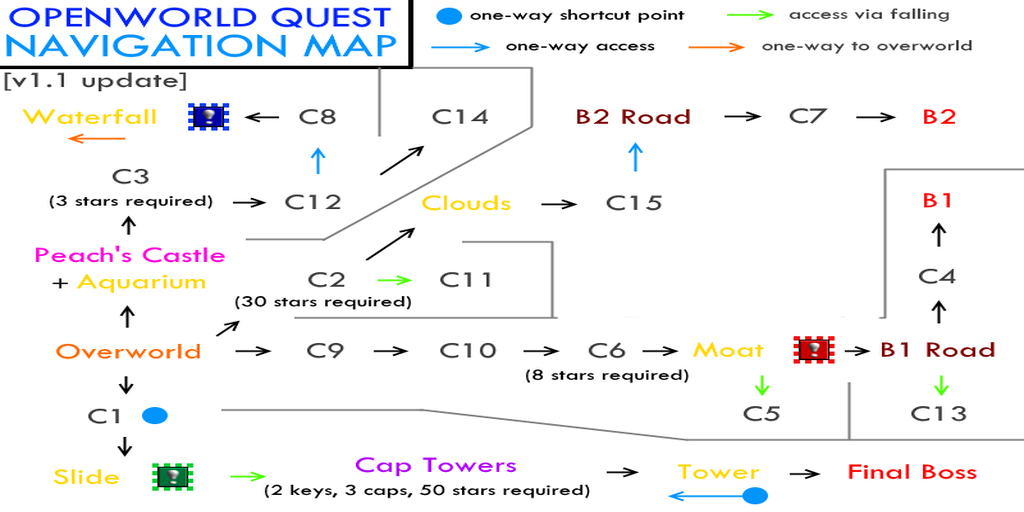 OPENWORLD QUEST
NAVIGATION MAP
one-way shortcut point
access via falling
one-way access
one-way to overworld
[v1.1 update]
Waterfall
!
C8
C14
B2 Road
C7
B2
C3
(3 stars required)
C12
Clouds
C15
B1
Peach's Castle
+ Aquarium
C2
(30 stars required)
C11
C4
Overworld
C9
C10
C6
(8 stars required)
Moat
!
B1 Road
C1
C5
C13
Slide
!
Cap Towers
(2 keys, 3 caps, 50 stars required)
Tower
Final Boss